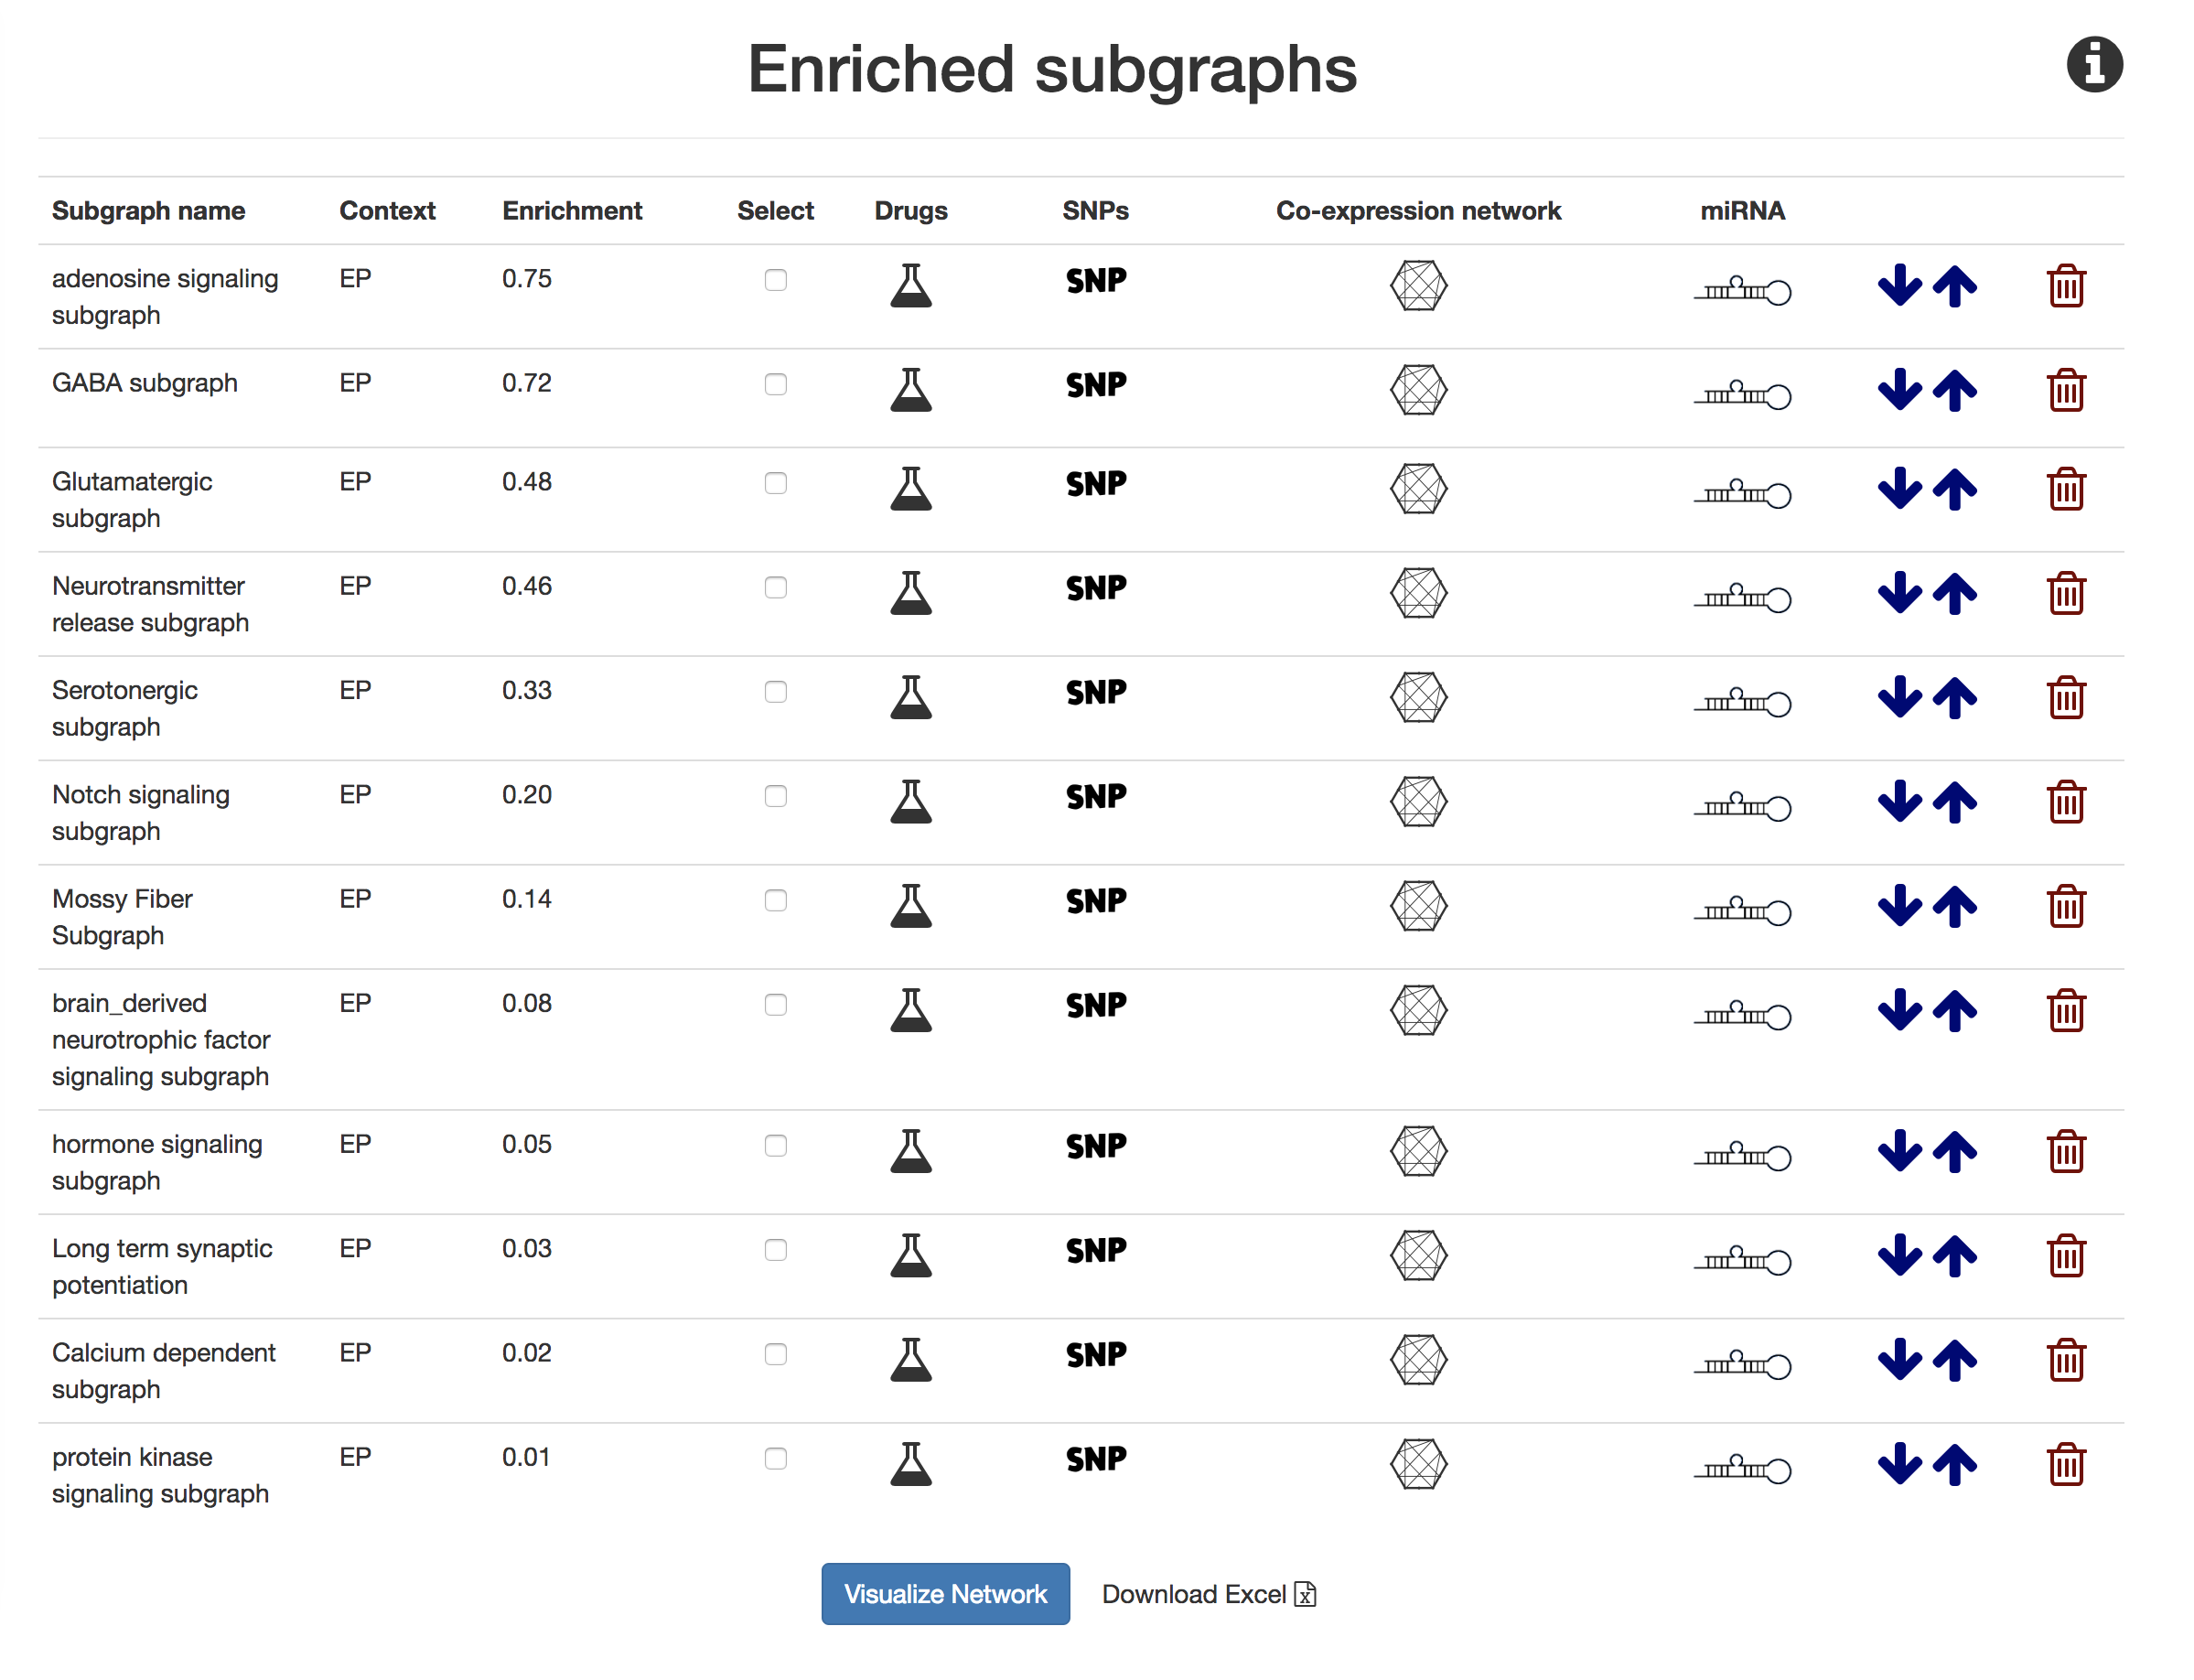 Enriched subgraphs
Subgraph name Context Enrichment Select Drugs SNPs Co-expression network miRNA
adenosine signaling EP 0.75 SNP
subgraph
GABA subgraph EP 0.72 SNP
Glutamatergic EP 0.48 SNP
subgraph
Neurotransmitter EP 0.46 SNP
release subgraph
Serotonergic EP 0.33 SNP
subgraph
Notch signaling EP 0.20 SNP
subgraph
Mossy Fiber EP 0.14 SNP
Subgraph
brain_derived EP 0.08 SNP
neurotrophic factor
signaling subgraph
hormone signaling EP 0.05 SNP
subgraph
Long term synaptic EP 0.03 SNP
potentiation
Calcium dependent EP 0.02 SNP
subgraph
protein kinase EP 0.01 SNP
signaling subgraph
Visualize Network Download Excel